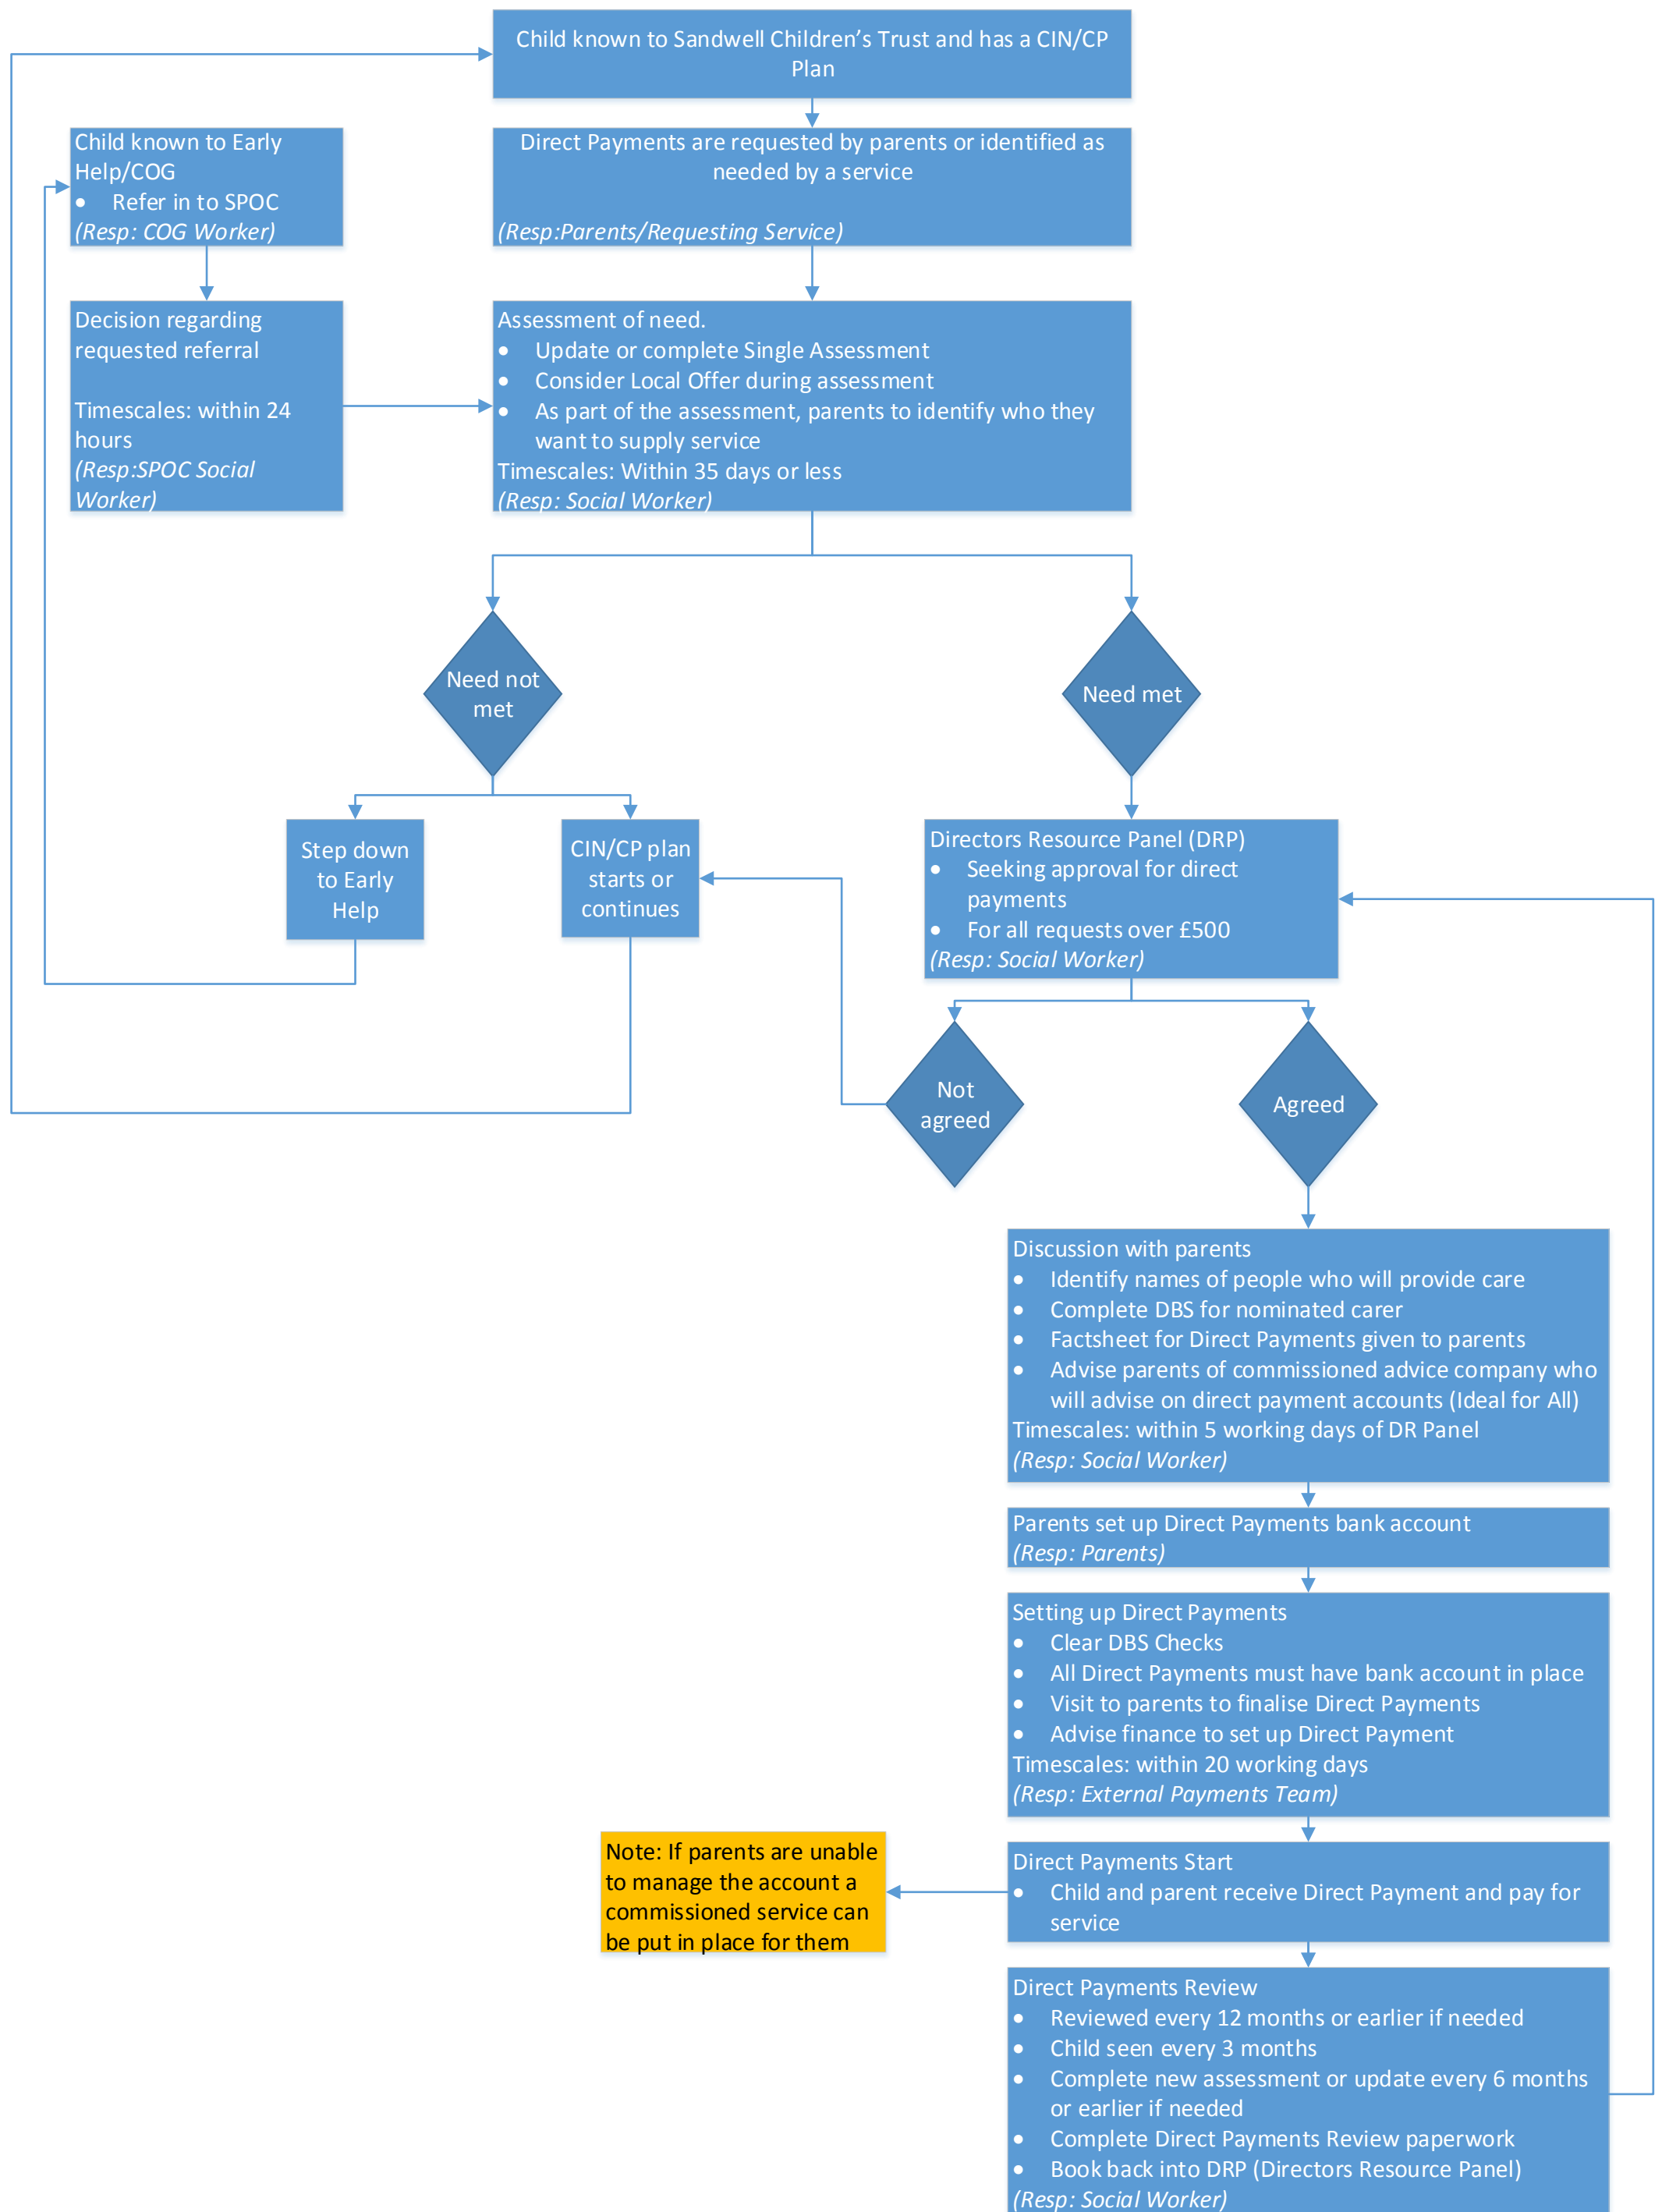 Child known to Sandwell Children's Trust and has a CIN/CP
Plan
Child known to Early
Help/COG
• Refer in to SPOC
(Resp: COG Worker)
Direct Payments are requested by parents or identified as
needed by a service
(Resp:Parents/Requesting Service)
Decision regarding
requested referral
Timescales: within 24
hours
(Resp:SPOC Social
Worker)
Assessment of need.
• Update or complete Single Assessment
• Consider Local Offer during assessment
• As part of the assessment, parents to identify who they
want to supply service
Timescales: Within 35 days or less
(Resp: Social Worker)
Need not
met
Need met
Step down
to Early
Help
CIN/CP plan
starts or
continues
Directors Resource Panel (DRP)
• Seeking approval for direct
payments
• For all requests over £500
(Resp: Social Worker)
Not
agreed
Agreed
Discussion with parents
• Identify names of people who will provide care
• Complete DBS for nominated carer
• Factsheet for Direct Payments given to parents
• Advise parents of commissioned advice company who
will advise on direct payment accounts (Ideal for All)
Timescales: within 5 working days of DR Panel
(Resp: Social Worker)
Parents set up Direct Payments bank account
(Resp: Parents)
Setting up Direct Payments
• Clear DBS Checks
• All Direct Payments must have bank account in place
• Visit to parents to finalise Direct Payments
• Advise finance to set up Direct Payment
Timescales: within 20 working days
(Resp: External Payments Team)
Note: If parents are unable
to manage the account a
commissioned service can
be put in place for them
Direct Payments Start
• Child and parent receive Direct Payment and pay for
service
Direct Payments Review
• Reviewed every 12 months or earlier if needed
• Child seen every 3 months
• Complete new assessment or update every 6 months
or earlier if needed
• Complete Direct Payments Review paperwork
• Book back into DRP (Directors Resource Panel)
(Resp: Social Worker)